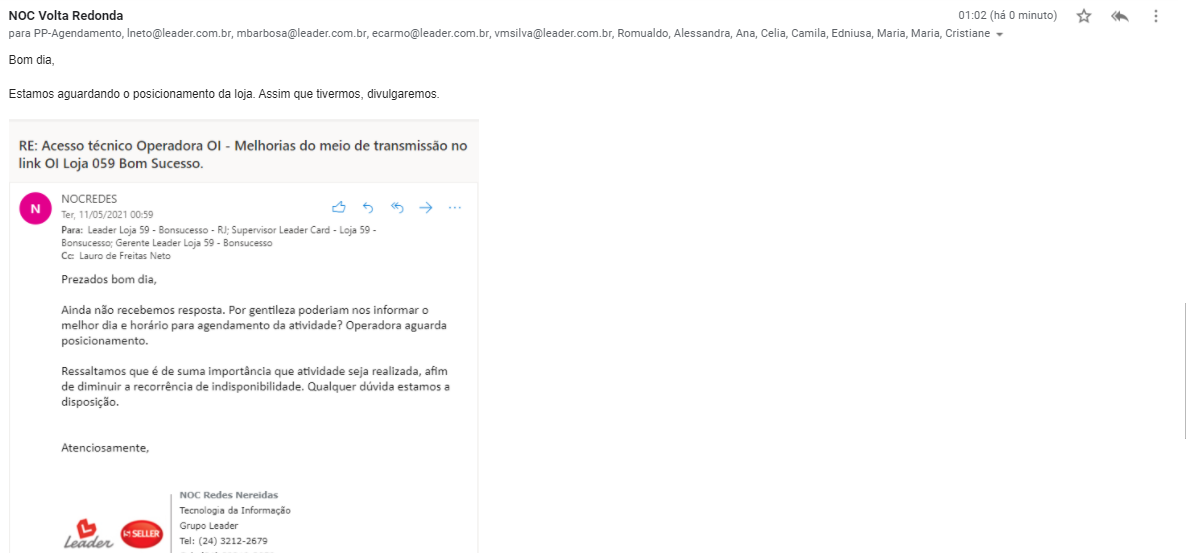 NOC Volta Redonda
01:02 (há 0 minuto)
para PP-Agendamento, lneto@leader.com.br, mbarbosa@leader.com.br, ecarmo@leader.com.br, vmsilva@leader.com.br, Romualdo, Alessandra, Ana, Celia, Camila, Edniusa, Maria, Maria, Cristiane
Bom dia,
Estamos aguardando o posicionamento da loja. Assim que tivermos, divulgaremos.
RE: Acesso técnico Operadora OI - Melhorias do meio de transmissão no
link OI Loja 059 Bom Sucesso.
N
NOCREDES
Ter, 11/05/2021 00:59
Para: Leader Loja 59 - Bonsucesso - RJ; Supervisor Leader Card - Loja 59 -
Bonsucesso; Gerente Leader Loja 59 - Bonsucesso
Cc: Lauro de Freitas Neto
Prezados bom dia,
Ainda não recebemos resposta. Por gentileza poderiam nos informar o
melhor dia e horário para agendamento da atividade? Operadora aguarda
posicionamento.
Ressaltamos que é de suma importância que atividade seja realizada, afim
de diminuir a recorrência de indisponibilidade. Qualquer dúvida estamos a
disposição.
Atenciosamente,
NOC Redes Nereidas
Tecnologia da Informação
Grupo Leader
Tel: (24) 3212-2679
Leader
SELLER